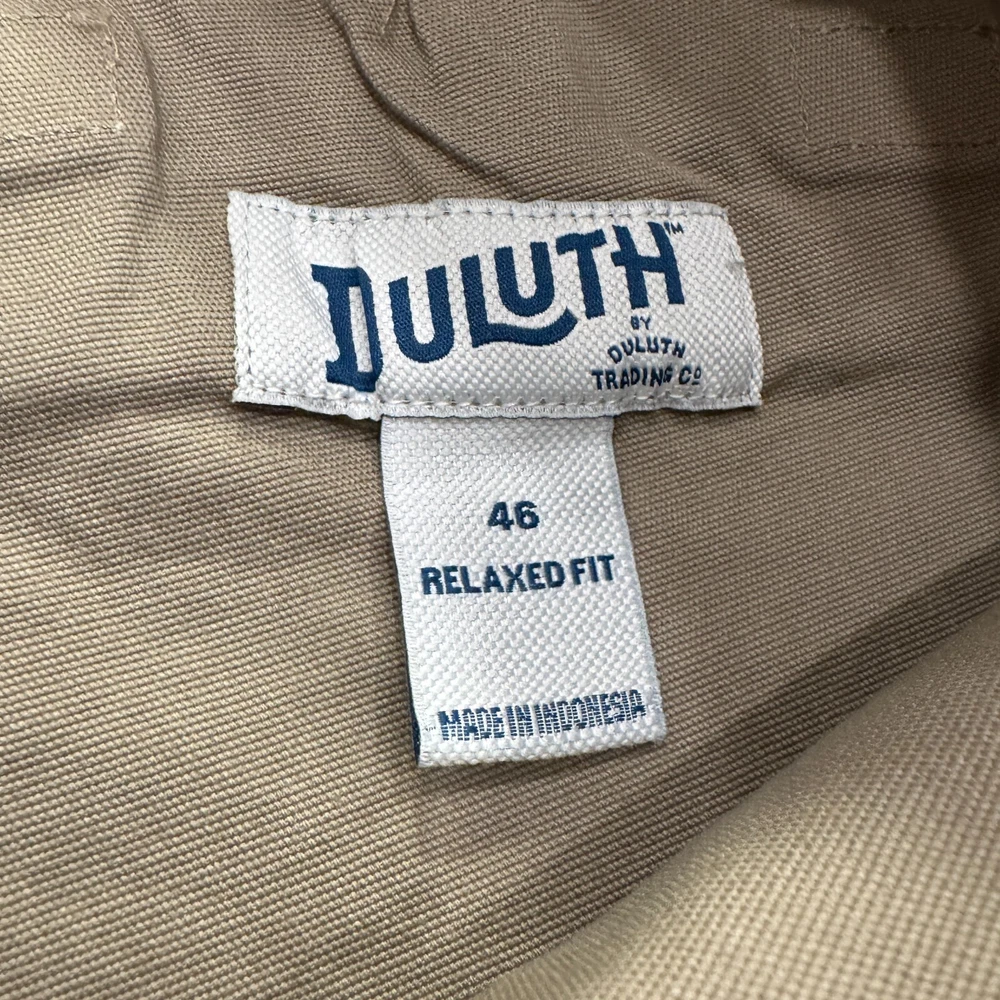 DULUTH™
BY
DULUTH
TRADING Cº
46
RELAXED FIT
MADE IN INDONESIA